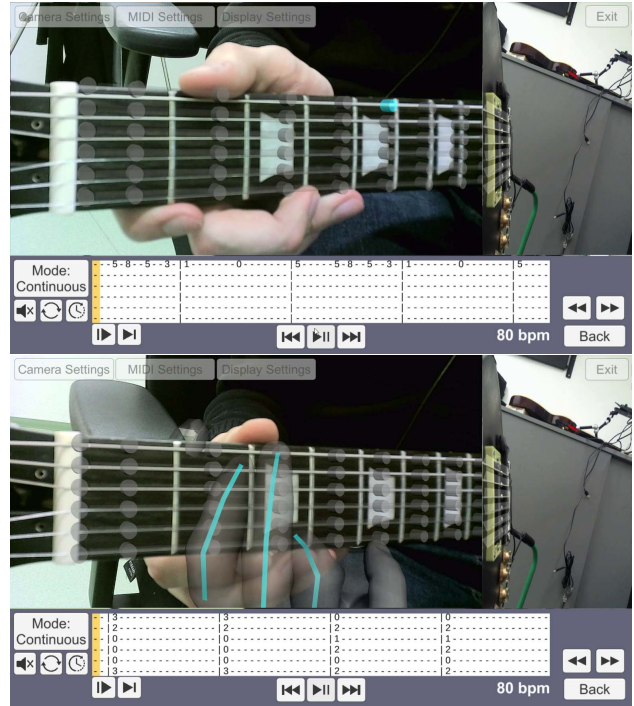 Camera Settings MIDI Settings Display Settings Exit
Mode:
Continuous
- -5-8--5--3-|1-------0--------|5------5-8--5--3-|1-------0--------|5----
80 bpm
Back
Camera Settings MIDI Settings Display Settings Exit
Mode:
Continuous
- -|3----------------|3----------------|0----------------|0----------------
- -|2----------------|2----------------|0----------------|0----------------
- -|0----------------|0----------------|1----------------|1----------------
- -|0----------------|0----------------|2----------------|2----------------
- -|0----------------|0----------------|2----------------|2----------------
- -|3----------------|3----------------|0----------------|0----------------
80 bpm
Back